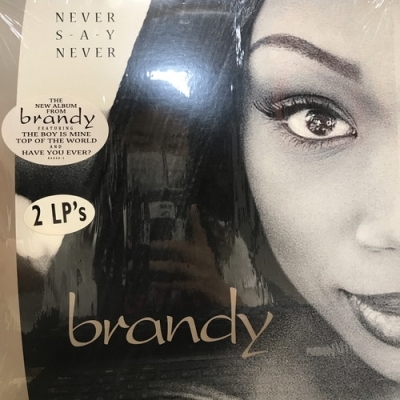 NEVER
S-A-Y
NEVER
THE
NEW ALBUM
FROM
brandy
FEATURING
THE BOY IS MINE
TOP OF THE WORLD
AND
HAVE YOU EVER?
2 LP's
brandy